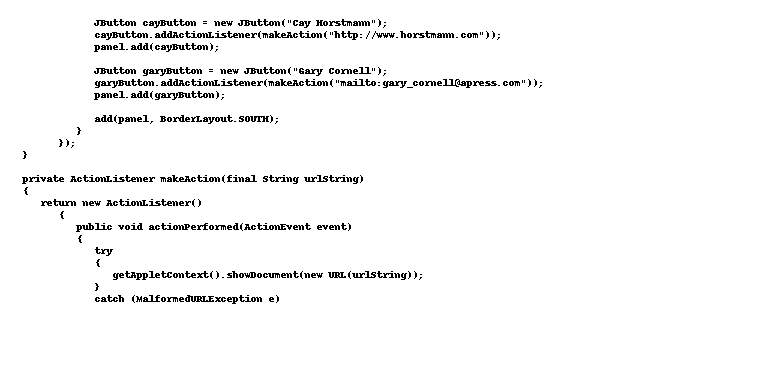 JButton cayButton = new JButton("Cay Horstmann");
cayButton.addActionListener(makeAction("http://www.horstmann.com"));
panel.add(cayButton);

JButton garyButton = new JButton("Gary Cornell");
garyButton.addActionListener(makeAction("mailto:gary_cornell@apress.com"));
panel.add(garyButton);

add(panel, BorderLayout.SOUTH);
}
});
}

private ActionListener makeAction(final String urlString)
{
return new ActionListener()
{
public void actionPerformed(ActionEvent event)
{
try
{
getAppletContext().showDocument(new URL(urlString));
}
catch (MalformedURLException e)